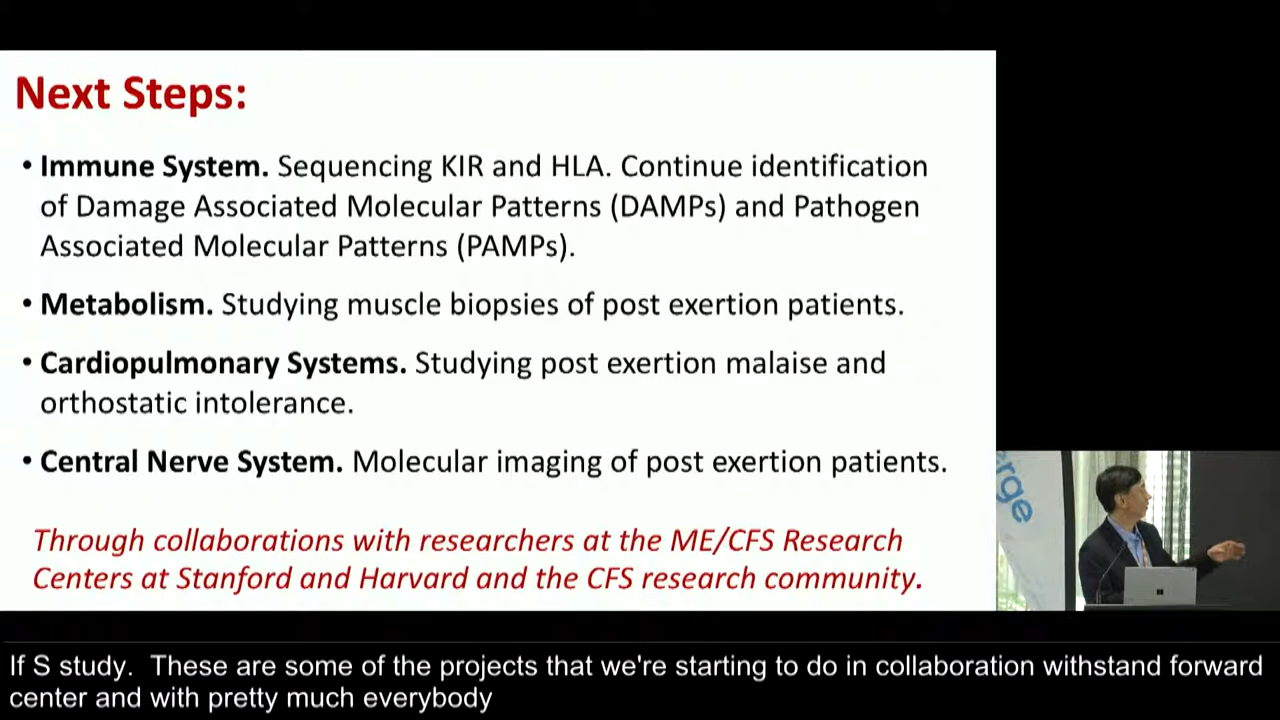 Next Steps:
• Immune System. Sequencing KIR and HLA. Continue identification
of Damage Associated Molecular Patterns (DAMPs) and Pathogen
Associated Molecular Patterns (PAMPs).
• Metabolism. Studying muscle biopsies of post exertion patients.
• Cardiopulmonary Systems. Studying post exertion malaise and
orthostatic intolerance.
• Central Nerve System. Molecular imaging of post exertion patients.
Through collaborations with researchers at the ME/CFS Research
Centers at Stanford and Harvard and the CFS research community.
erge
If S study.  These are some of the projects that we're starting to do in collaboration withstand forward
center and with pretty much everybody